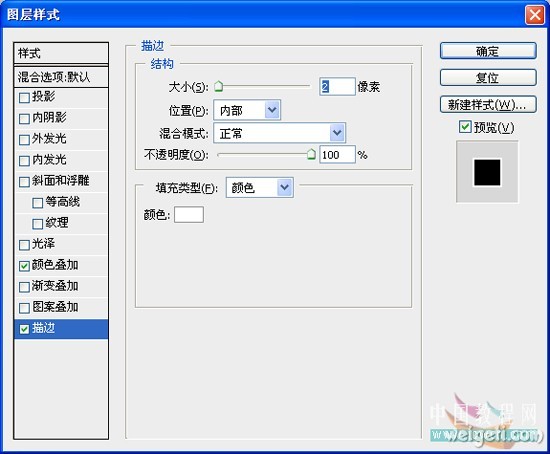 图层样式
样式
混合选项:默认
投影
内阴影
外发光
内发光
斜面和浮雕
等高线
纹理
光泽
颜色叠加
渐变叠加
图案叠加
描边
描边
结构
大小(S):
2
像素
位置(P):
内部
混合模式:
正常
不透明度(O):
100
%
填充类型(F):
颜色
颜色:
确定
复位
新建样式(W)...
预览(V)
中国教程网